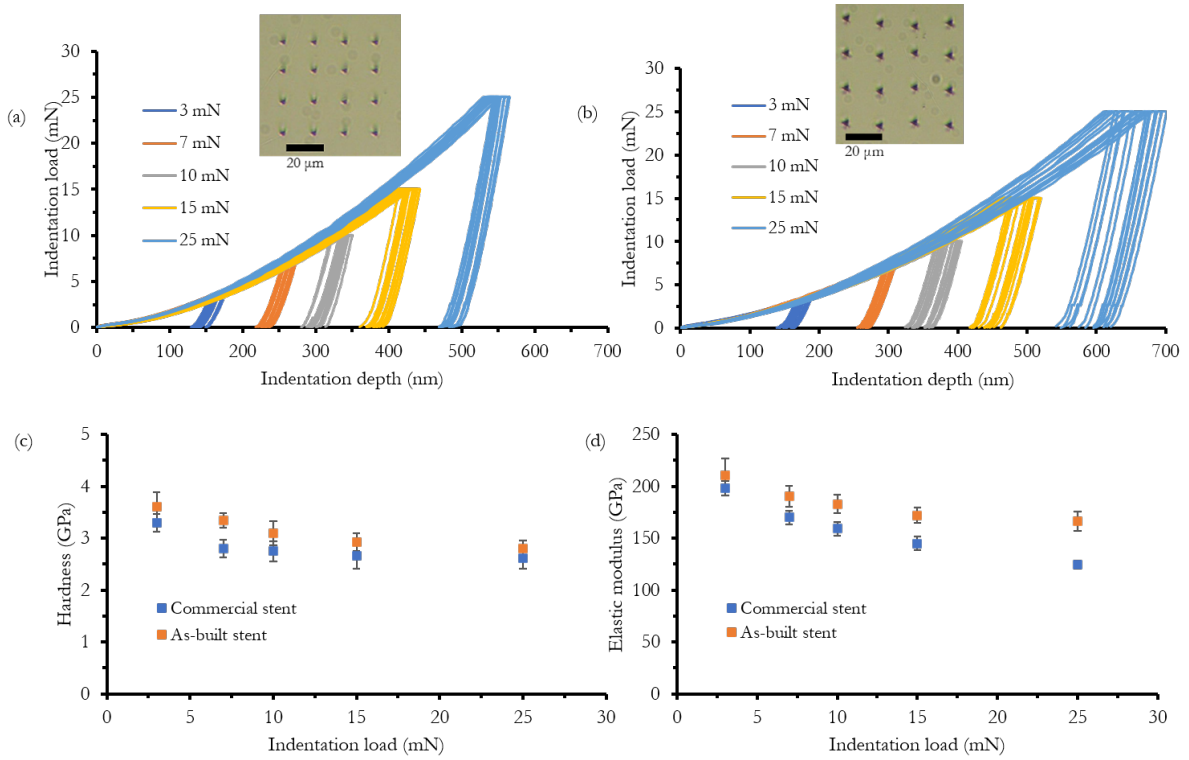 (a)
Indentation load (mN)
30
25
20
15
10
5
0
3 mN
7 mN
10 mN
15 mN
25 mN
20 µm
0 100 200 300 400 500 600 700
Indentation depth (nm)
(b)
Indentation load (mN)
30
25
20
15
10
5
0
3 mN
7 mN
10 mN
15 mN
25 mN
20 µm
0 100 200 300 400 500 600 700
Indentation depth (nm)
(c)
Hardness (GPa)
5
4
3
2
1
0
Commercial stent
As-built stent
0 5 10 15 20 25 30
Indentation load (mN)
(d)
Elastic modulus (GPa)
250
200
150
100
50
0
Commercial stent
As-built stent
0 5 10 15 20 25 30
Indentation load (mN)